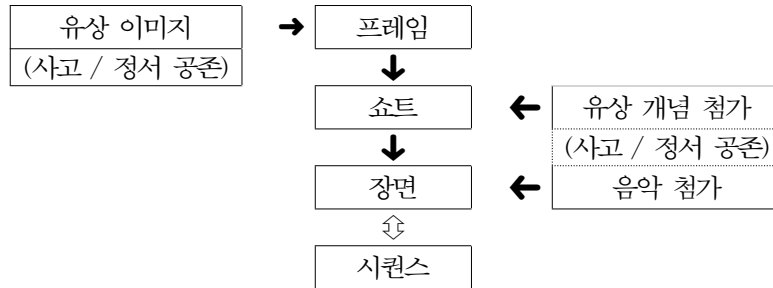 유상 이미지
(사고 / 정서 공존)
프레임
쇼트
유상 개념 첨가
(사고 / 정서 공존)
장면
음악 첨가
시퀀스